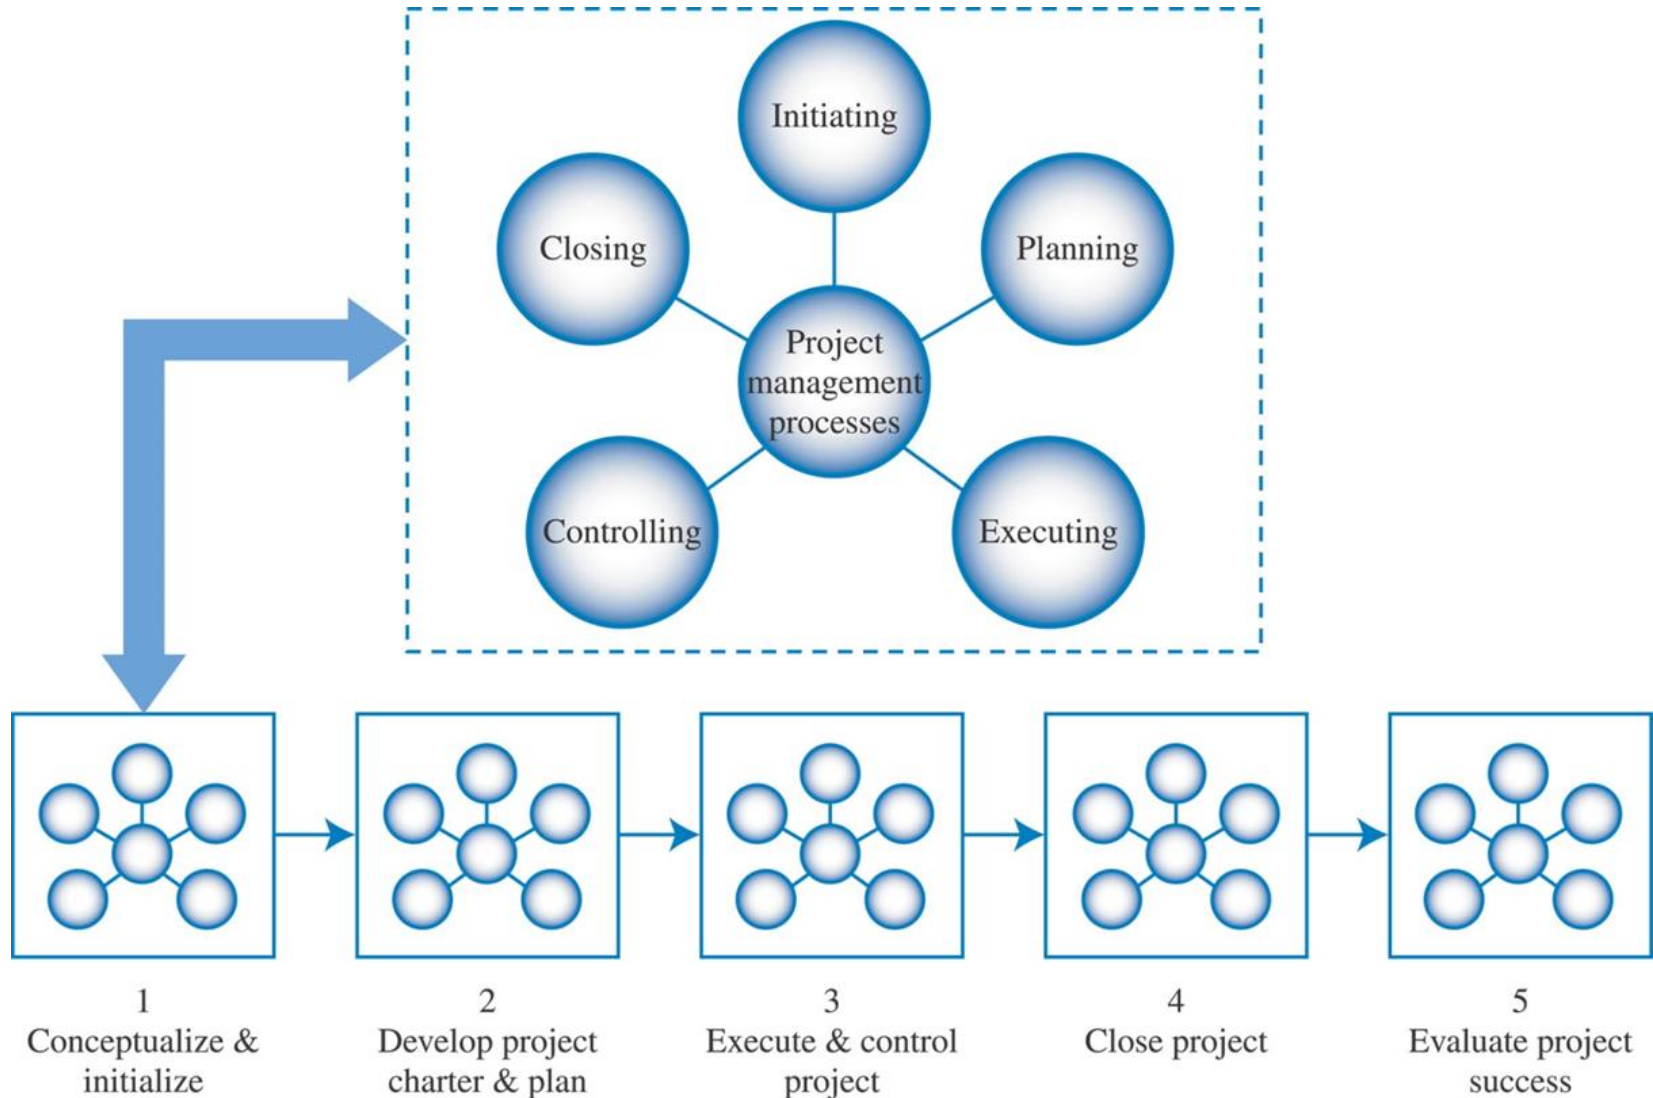 Initiating
Closing
Planning
Project
management
processes
Controlling
Executing
1
Conceptualize &
initialize
2
Develop project
charter & plan
3
Execute & control
project
4
Close project
5
Evaluate project
success